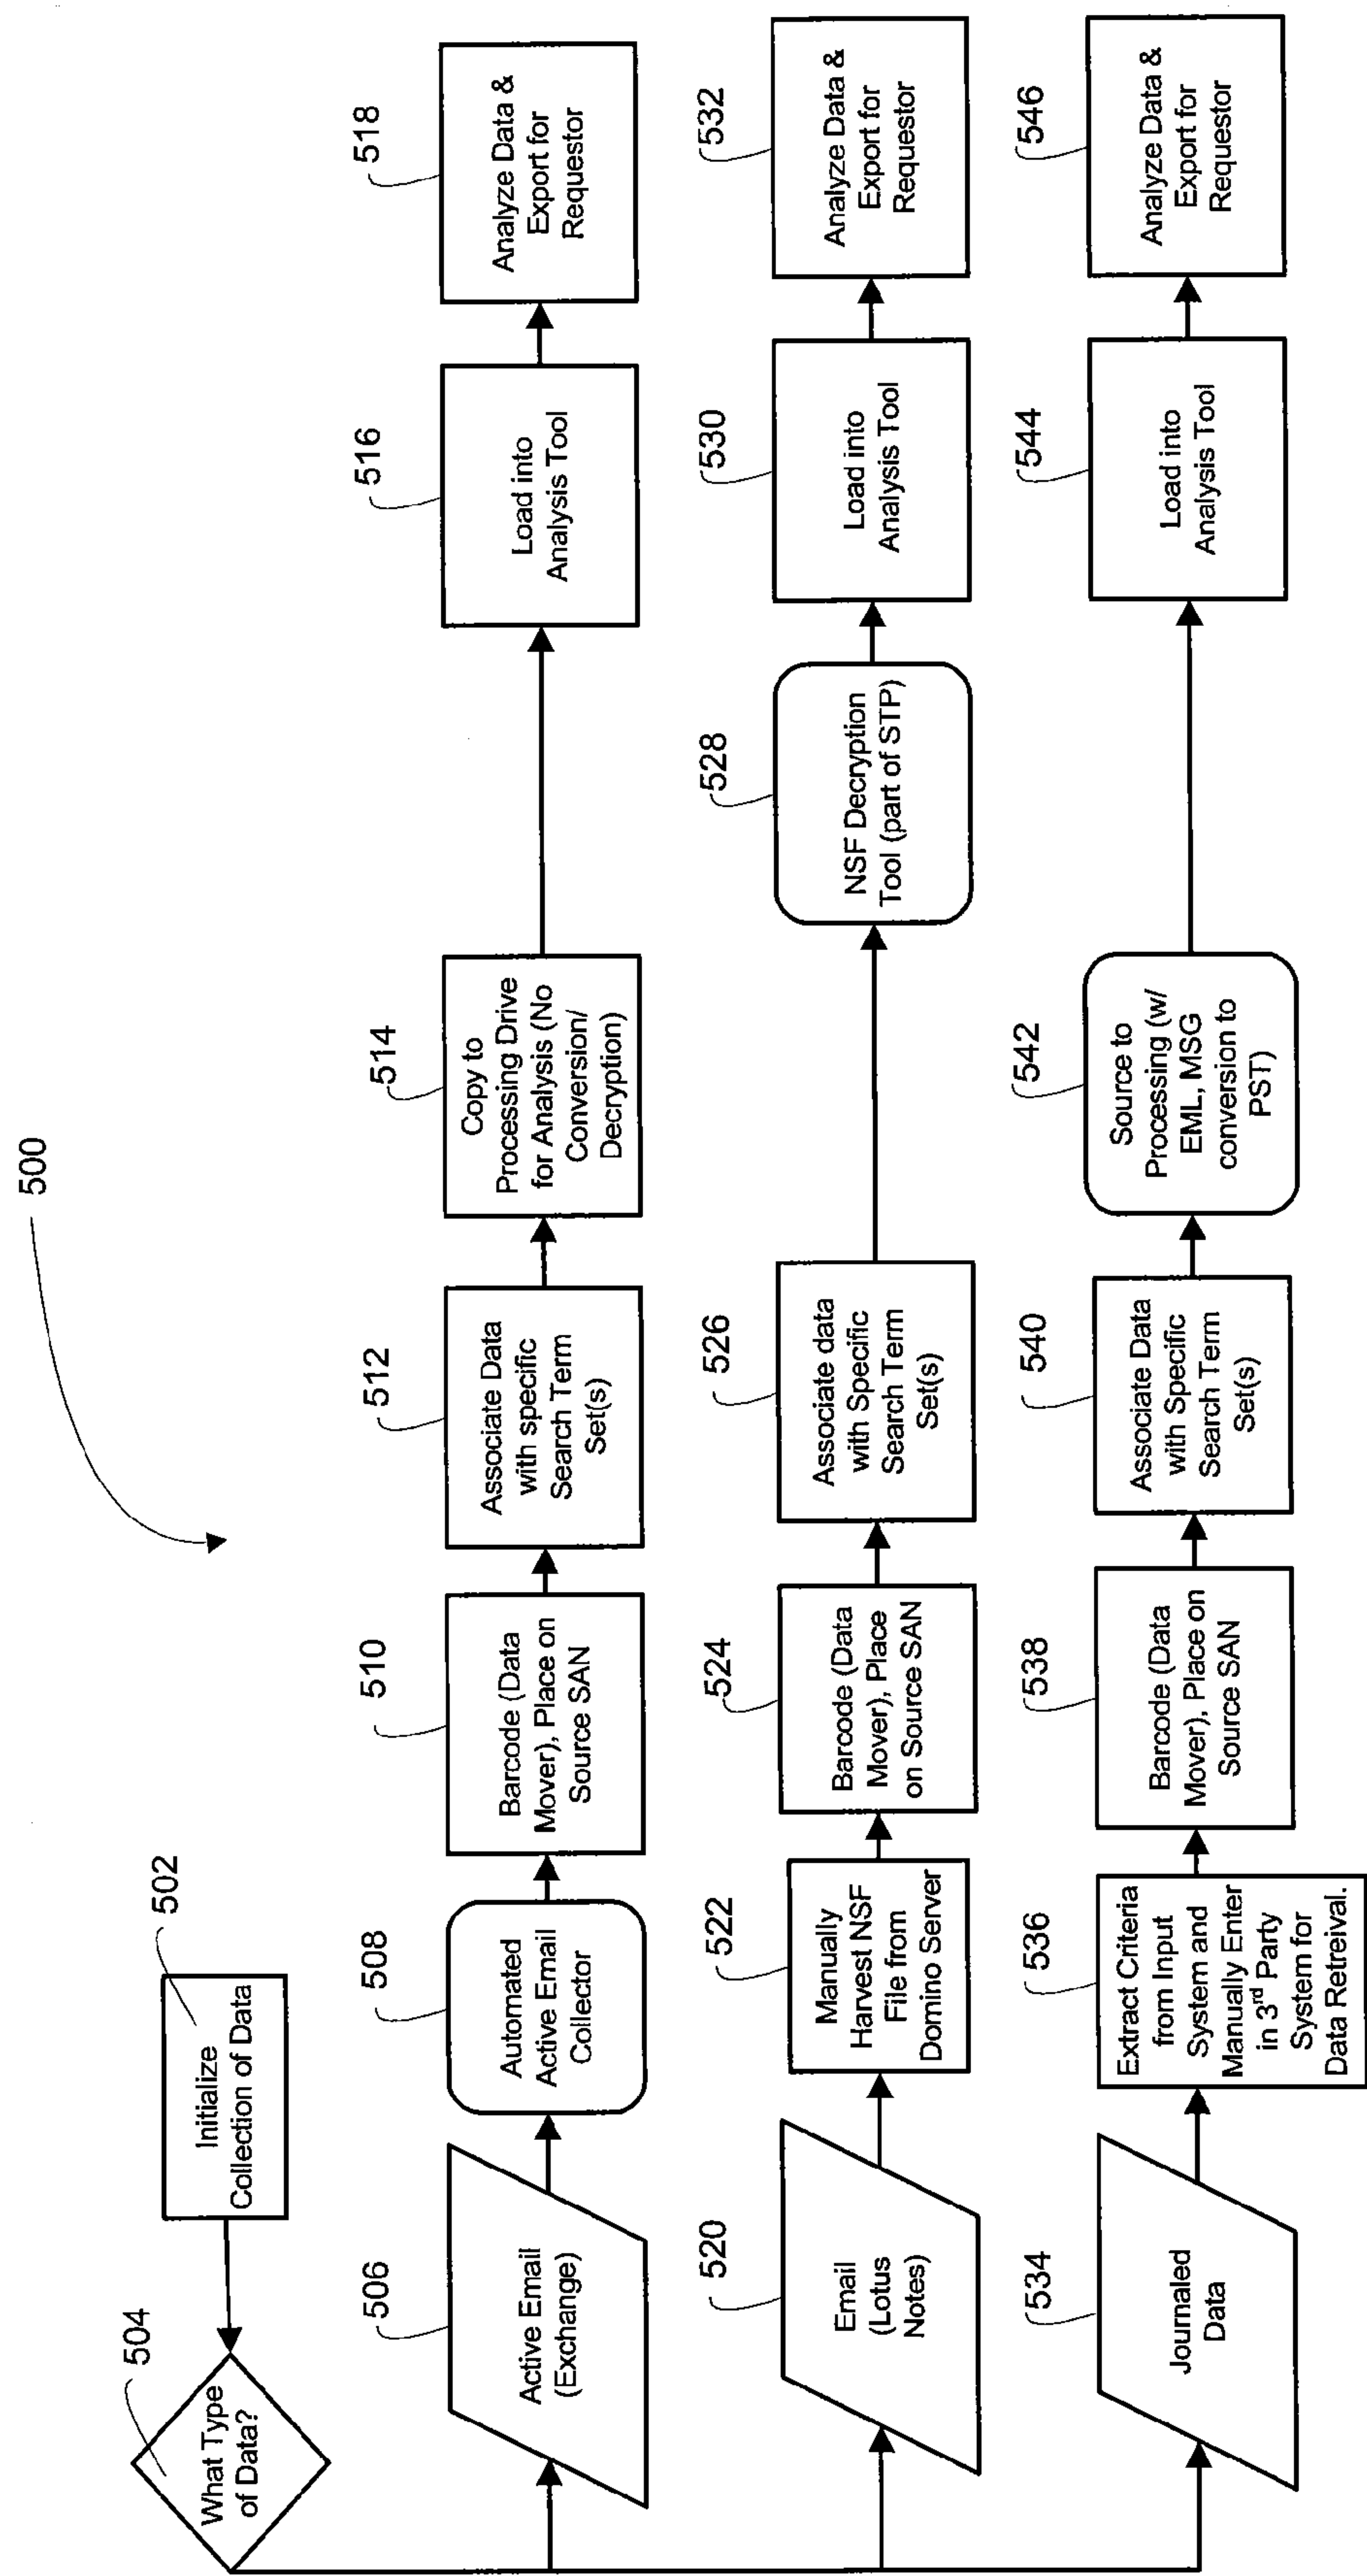 500
502
Initialize
Collection of Data
504
What Type
of Data?
506
Active Email
(Exchange)
508
Automated
Active Email
Collector
510
Barcode (Data
Mover), Place on
Source SAN
512
Associate Data
with specific
Search Term
Set(s)
514
Copy to
Processing Drive
for Analysis (No
Conversion/
Decryption)
516
Load into
Analysis Tool
518
Analyze Data &
Export for
Requestor
520
Email
(Lotus
Notes)
522
Manually
Harvest NSF
File from
Domino Server
524
Barcode (Data
Mover), Place
on Source SAN
526
Associate data
with Specific
Search Term
Set(s)
528
NSF Decryption
Tool (part of STP)
530
Load into
Analysis Tool
532
Analyze Data &
Export for
Requestor
534
Journaled
Data
536
Extract Criteria
from Input
System and
Manually Enter
in 3rd Party
System for
Data Retreival.
538
Barcode (Data
Mover), Place on
Source SAN
540
Associate Data
with Specific
Search Term
Set(s)
542
Source to
Processing (w/
EML, MSG
conversion to
PST)
544
Load into
Analysis Tool
546
Analyze Data &
Export for
Requestor